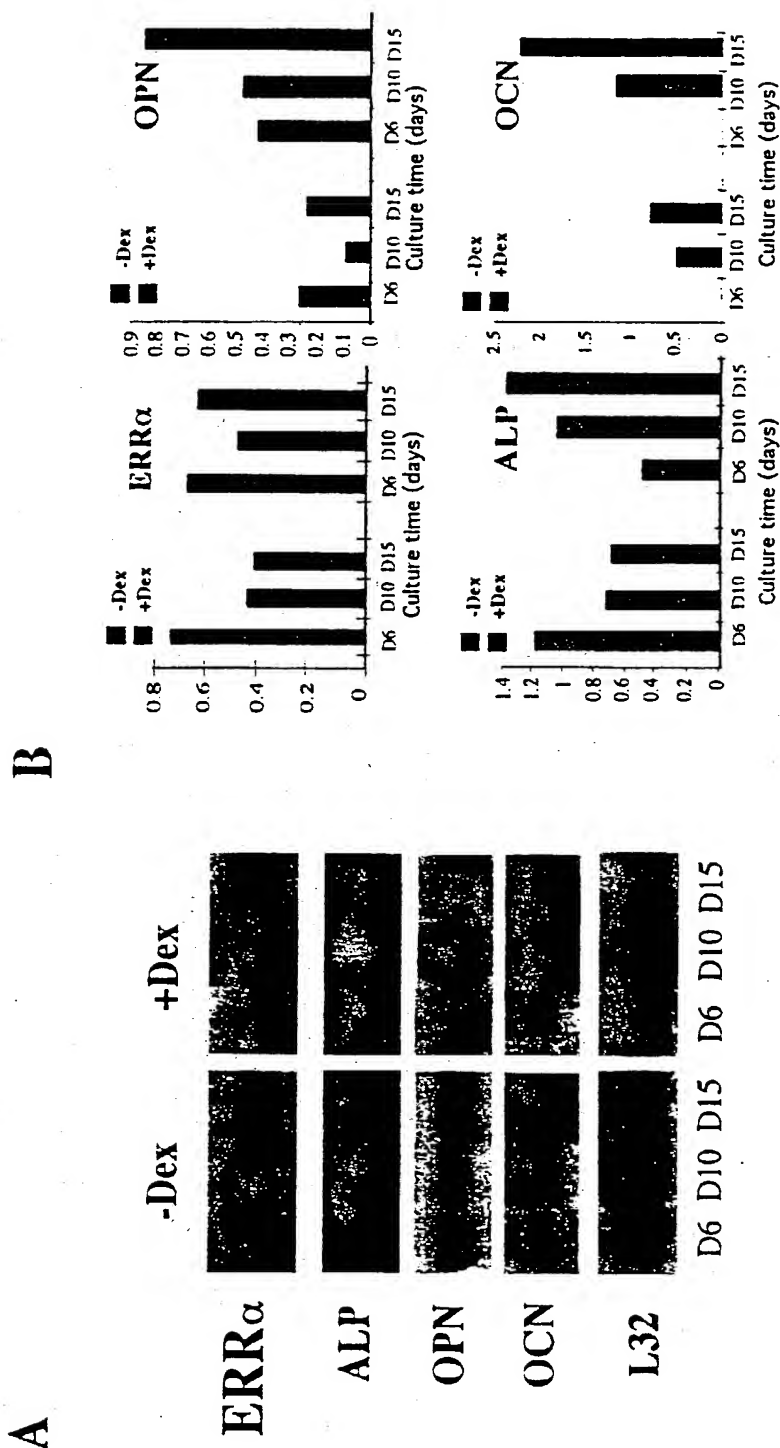 A
-Dex +Dex
ERRα
ALP
OPN
OCN
L32
D6 D10 D15 D6 D10 D15
B
ERRα
-Dex
+Dex
0.8
0.6
0.4
0.2
0
D6 D10 D15 D6 D10 D15
Culture time (days)
OPN
-Dex
+Dex
0.9
0.8
0.7
0.6
0.5
0.4
0.3
0.2
0.1
0
D6 D10 D15 D6 D10 D15
Culture time (days)
ALP
-Dex
+Dex
1.4
1.2
1
0.8
0.6
0.4
0.2
0
D6 D10 D15 D6 D10 D15
Culture time (days)
OCN
-Dex
+Dex
2.5
2
1.5
1
0.5
0
D6 D10 D15 D6 D10 D15
Culture time (days)